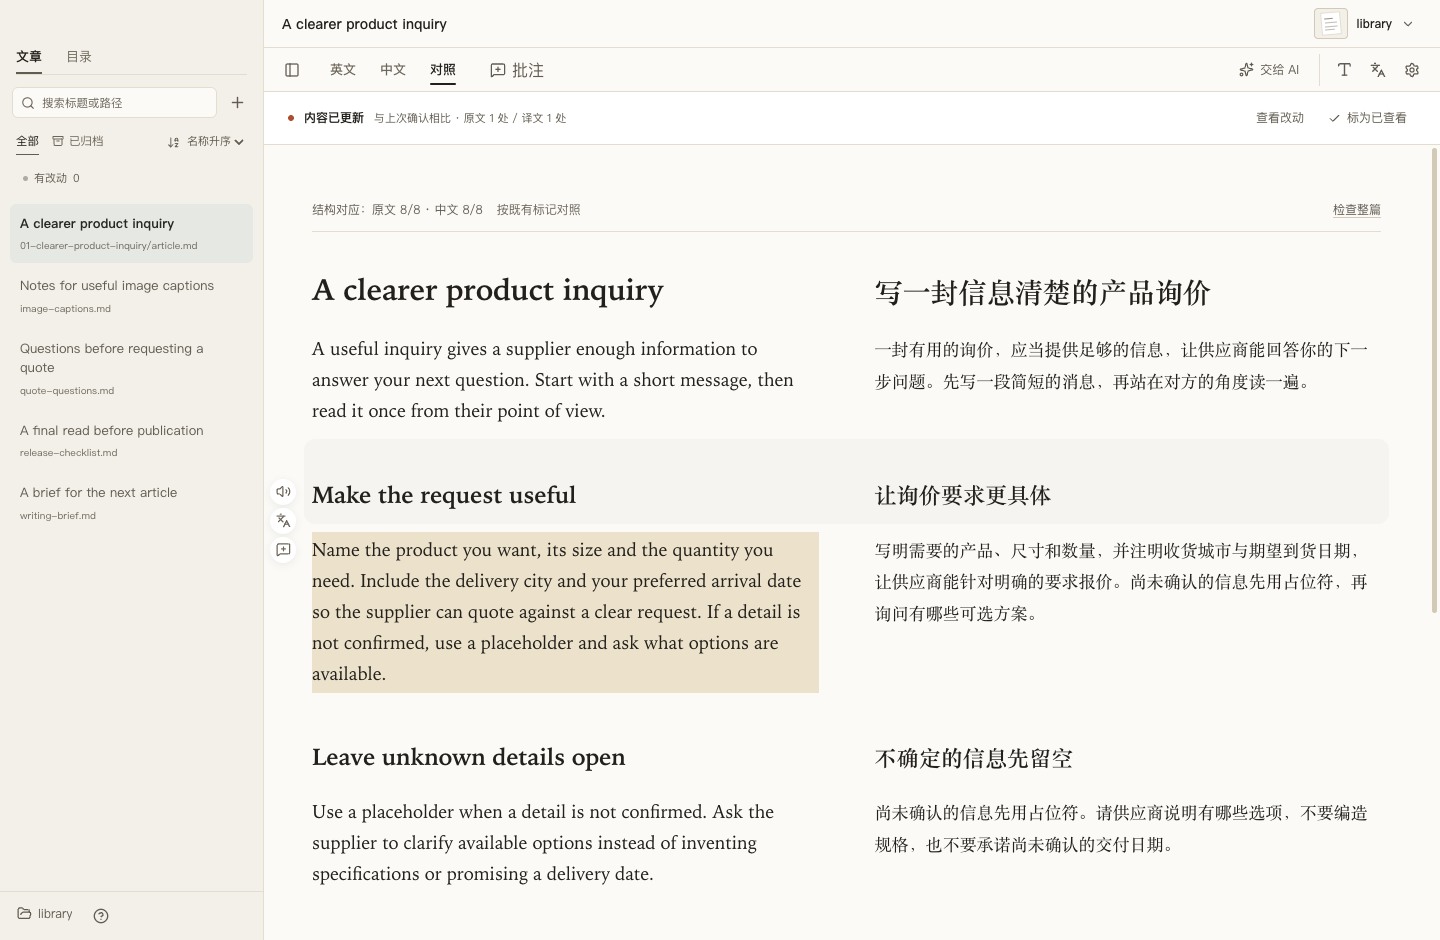 A clearer product inquiry
library
文章
目录
搜索标题或路径
全部
已归档
名称升序
有改动 0
A clearer product inquiry
01-clearer-product-inquiry/article.md
Notes for useful image captions
image-captions.md
Questions before requesting a
quote
quote-questions.md
A final read before publication
release-checklist.md
A brief for the next article
writing-brief.md
library
英文
中文
对照
批注
交给 AI
内容已更新
与上次确认相比 · 原文 1 处 / 译文 1 处
查看改动
标为已查看
结构对应：原文 8/8 · 中文 8/8
按既有标记对照
检查整篇
A clearer product inquiry
A useful inquiry gives a supplier enough information to
answer your next question. Start with a short message, then
read it once from their point of view.
写一封信息清楚的产品询价
一封有用的询价，应当提供足够的信息，让供应商能回答你的下一
步问题。先写一段简短的消息，再站在对方的角度读一遍。
Make the request useful
让询价要求更具体
Name the product you want, its size and the quantity you
need. Include the delivery city and your preferred arrival date
so the supplier can quote against a clear request. If a detail is
not confirmed, use a placeholder and ask what options are
available.
写明需要的产品、尺寸和数量，并注明收货城市与期望到货日期，
让供应商能针对明确的要求报价。尚未确认的信息先用占位符，再
询问有哪些可选方案。
Leave unknown details open
不确定的信息先留空
Use a placeholder when a detail is not confirmed. Ask the
supplier to clarify available options instead of inventing
specifications or promising a delivery date.
尚未确认的信息先用占位符。请供应商说明有哪些选项，不要编造
规格，也不要承诺尚未确认的交付日期。